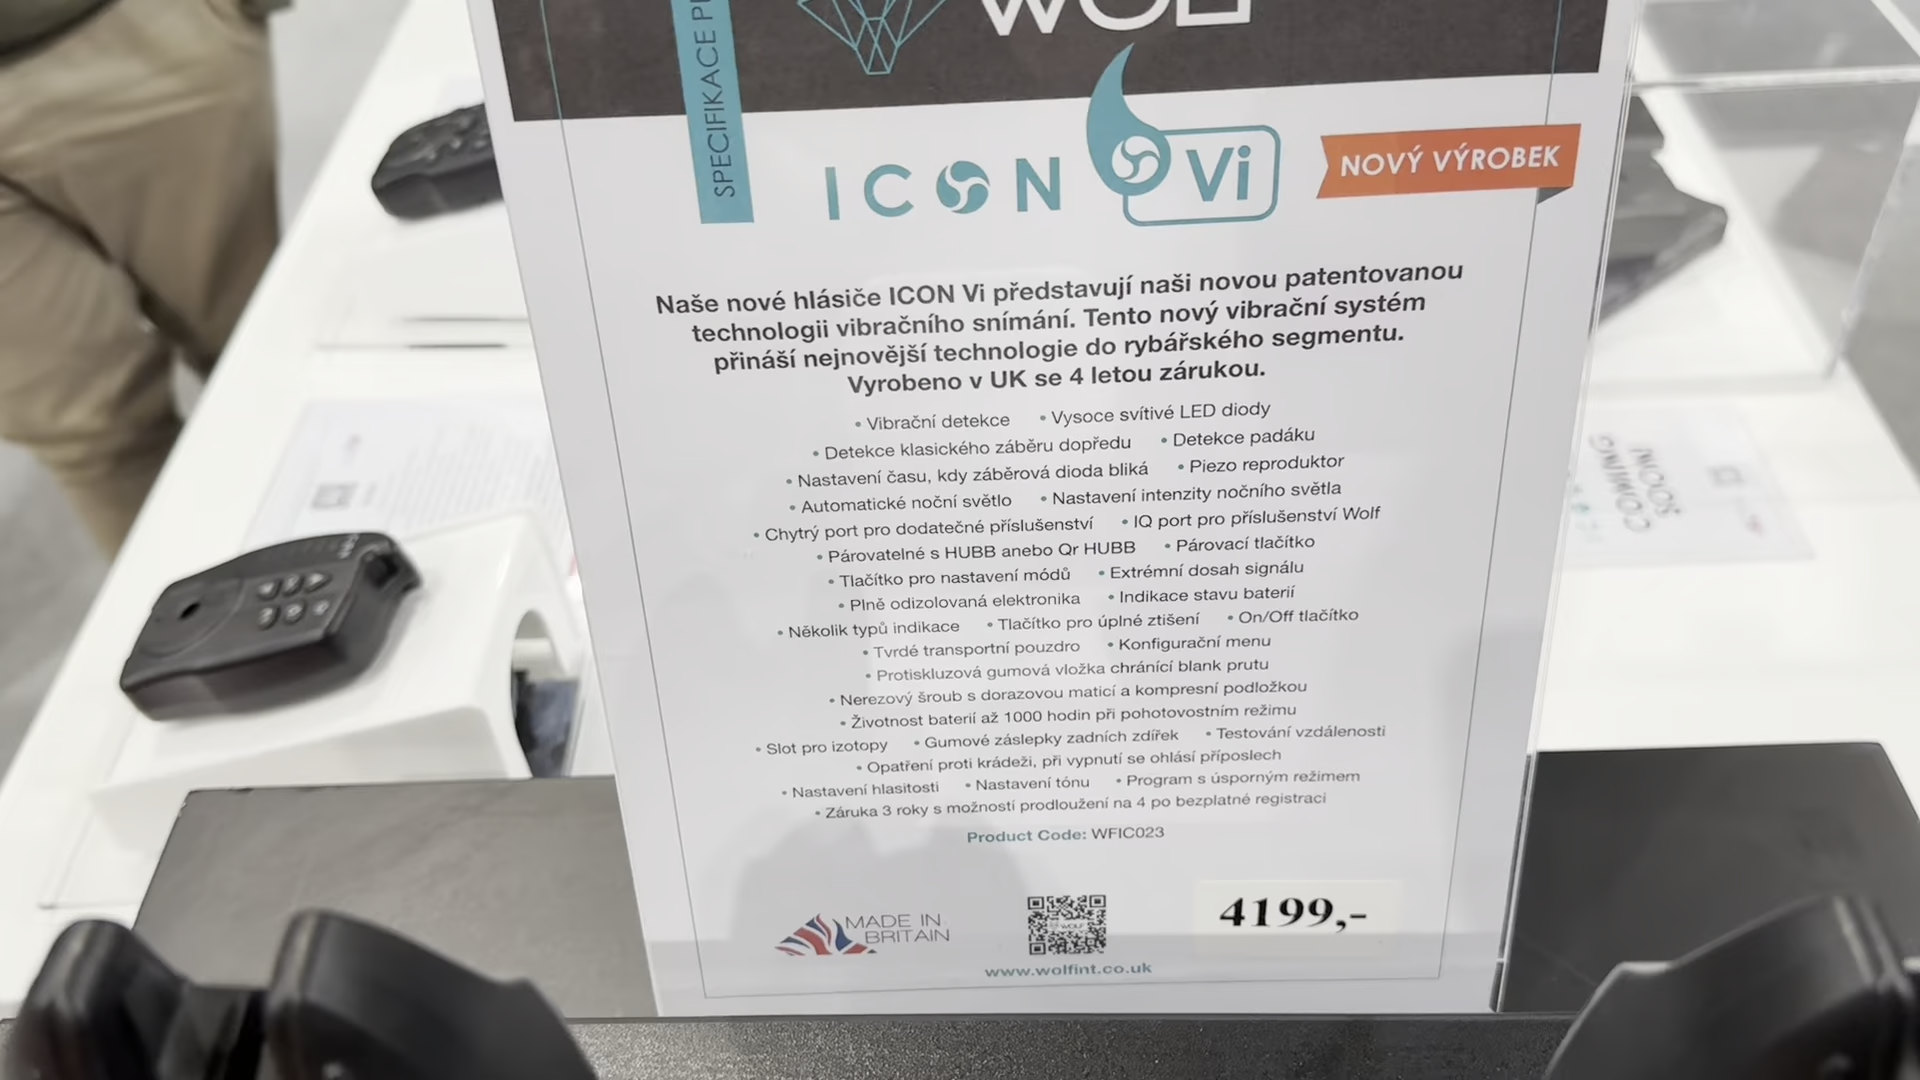 WOLF
SPECIFIKACE
ICON Vi
NOVÝ VÝROBEK
Naše nové hlásiče ICON Vi představují naši novou patentovanou
technologii vibračního snímání. Tento nový vibrační systém
přináší nejnovější technologie do rybářského segmentu.
Vyrobeno v UK se 4 letou zárukou.
• Vibrační detekce • Vysoce svítivé LED diody
• Detekce klasického záběru dopředu • Detekce padáku
• Nastavení času, kdy záběrová dioda bliká • Piezo reproduktor
• Automatické noční světlo • Nastavení intenzity nočního světla
• Chytrý port pro dodatečné příslušenství • IQ port pro příslušenství Wolf
• Párovatelné s HUBB anebo Qr HUBB • Párovací tlačítko
• Tlačítko pro nastavení módů • Extrémní dosah signálu
• Plně odizolovaná elektronika • Indikace stavu baterií
• Několik typů indikace • Tlačítko pro úplné ztišení • On/Off tlačítko
• Tvrdé transportní pouzdro • Konfigurační menu
• Protiskluzová gumová vložka chránící blank prutu
• Nerezový šroub s dorazovou maticí a kompresní podložkou
• Životnost baterií až 1000 hodin při pohotovostním režimu
• Slot pro izotopy • Gumové záslepky zadních zdířek • Testování vzdálenosti
• Opatření proti krádeži, při vypnutí se ohlásí příposlech
• Nastavení hlasitosti • Nastavení tónu • Program s úsporným režimem
• Záruka 3 roky s možností prodloužení na 4 po bezplatné registraci
Product Code: WFIC023
MADE IN
BRITAIN
4199,-
www.wolfint.co.uk
COMING
SOON